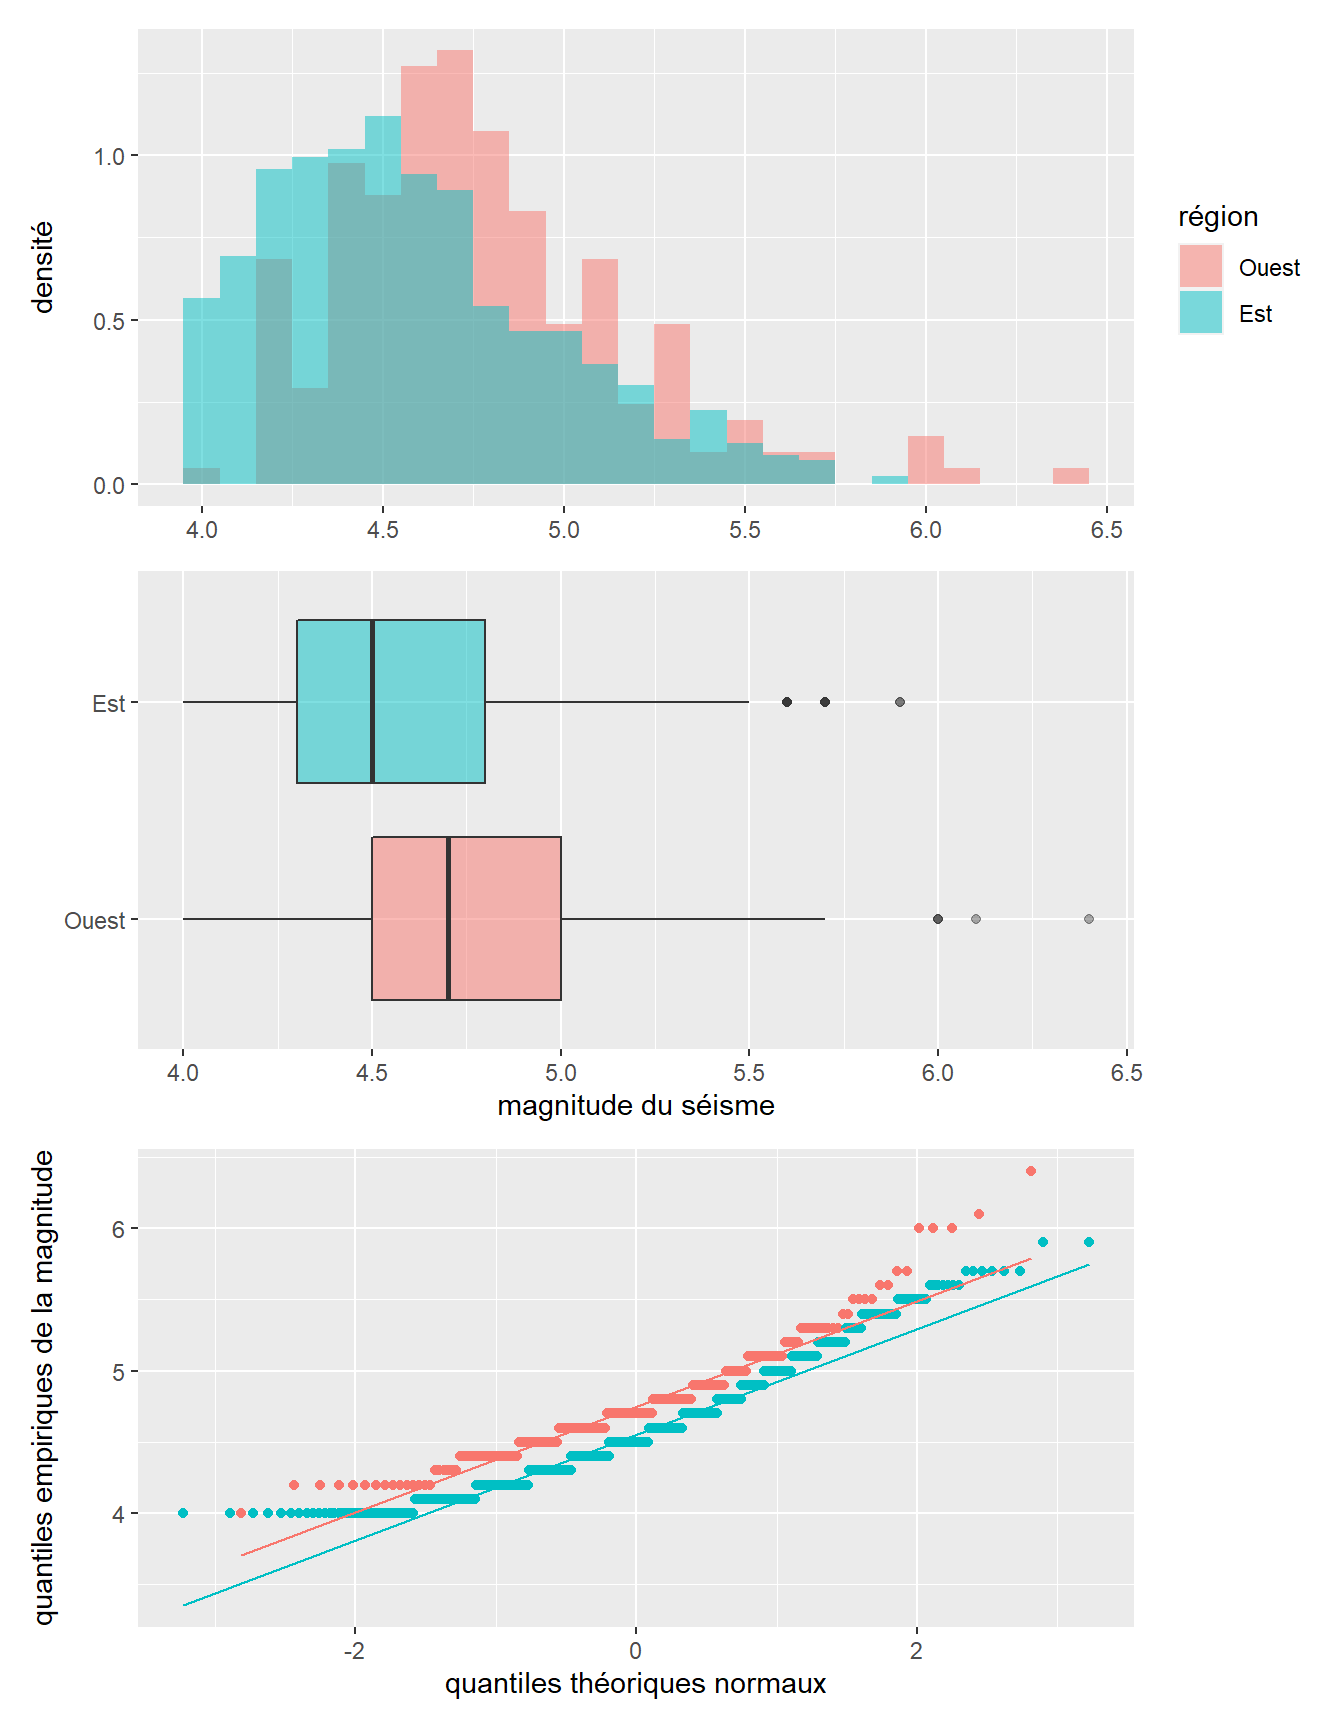 densité
1.0
0.5
0.0
4.0 4.5 5.0 5.5 6.0 6.5
région
Ouest
Est
Est
Ouest
4.0 4.5 5.0 5.5 6.0 6.5
magnitude du séisme
quantiles empiriques de la magnitude
6
5
4
-2 0 2
quantiles théoriques normaux